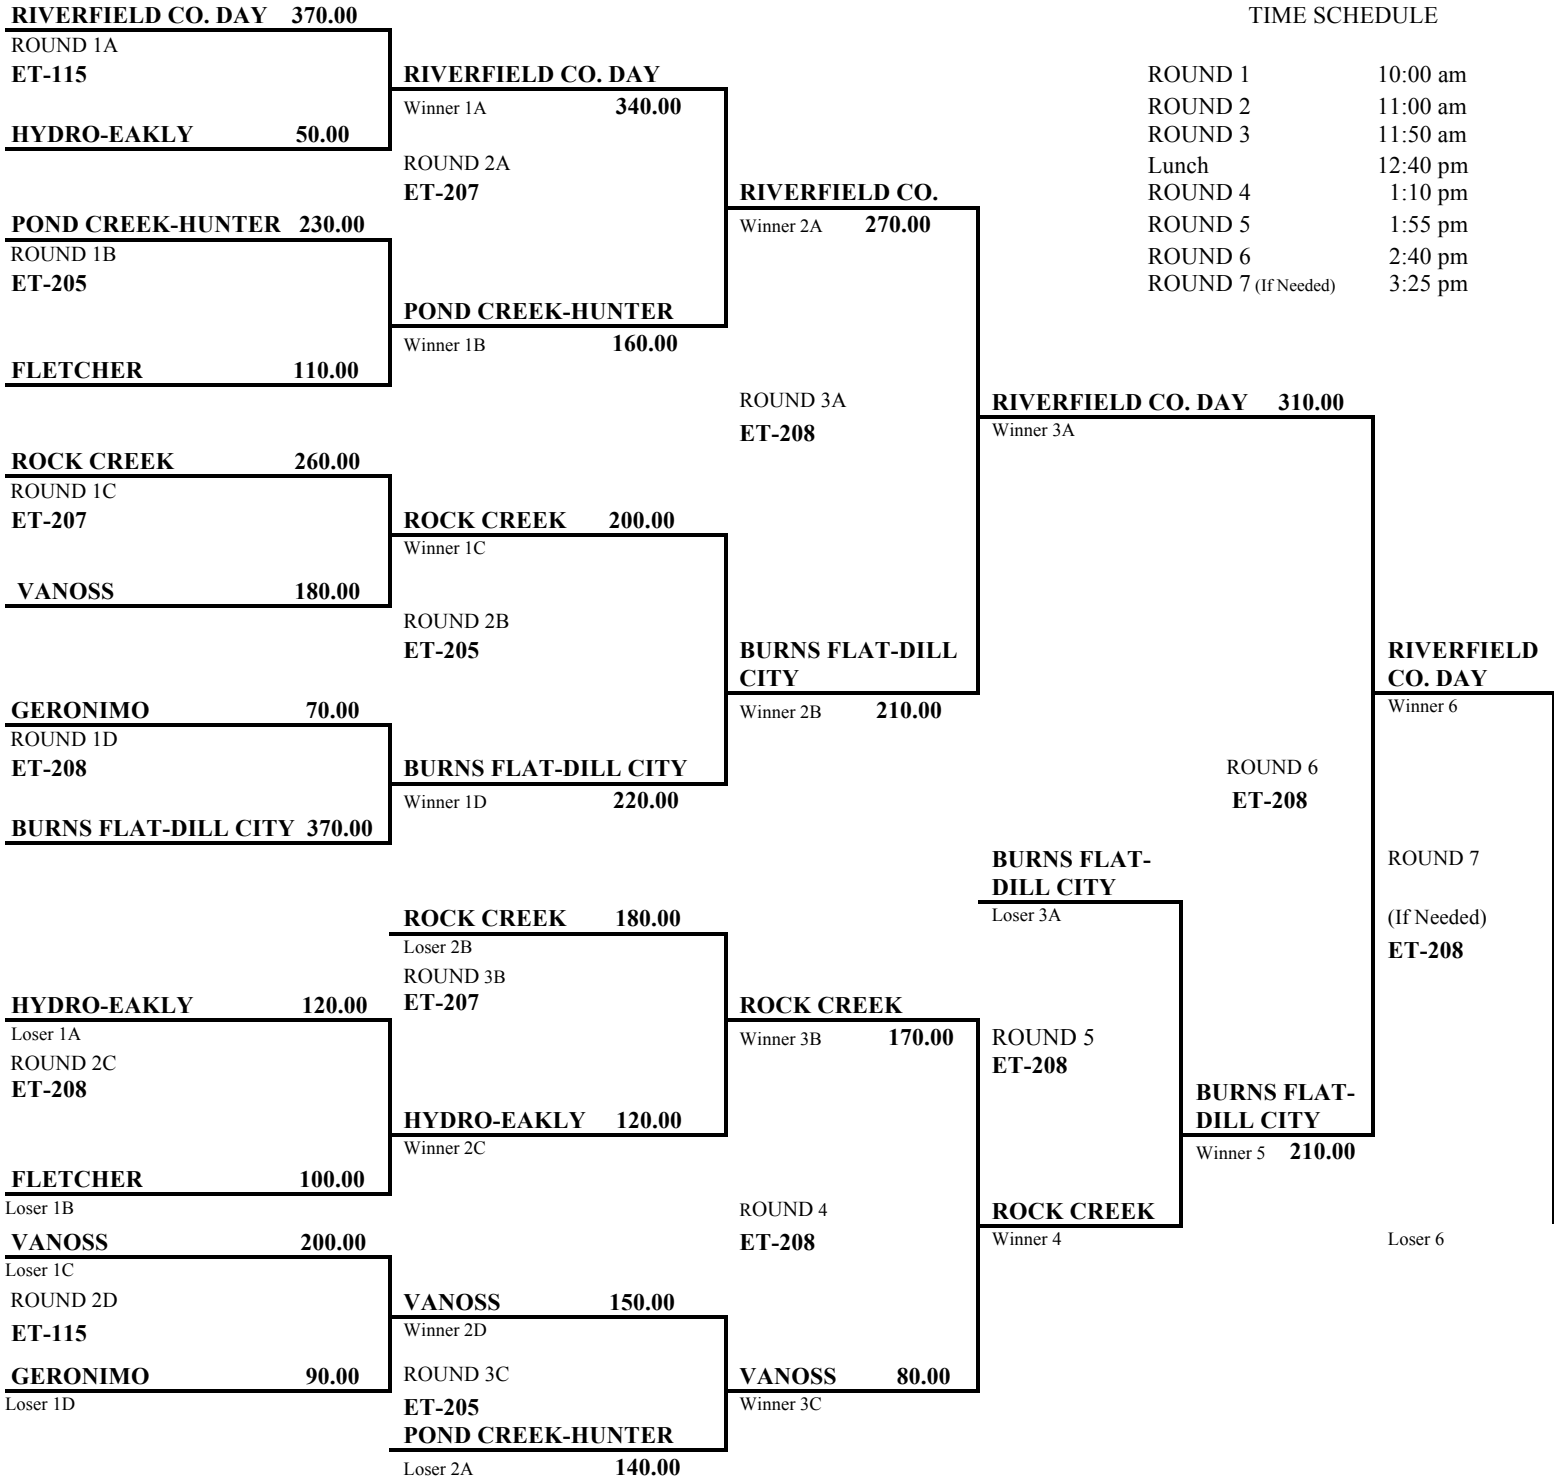 RIVERFIELD CO. DAY 370.00
ROUND 1A
ET-115
HYDRO-EAKLY 50.00
POND CREEK-HUNTER 230.00
ROUND 1B
ET-205
FLETCHER 110.00
ROCK CREEK 260.00
ROUND 1C
ET-207
VANOSS 180.00
GERONIMO 70.00
ROUND 1D
ET-208
BURNS FLAT-DILL CITY 370.00
HYDRO-EAKLY 120.00
Loser 1A
ROUND 2C
ET-208
FLETCHER 100.00
Loser 1B
VANOSS 200.00
Loser 1C
ROUND 2D
ET-115
GERONIMO 90.00
Loser 1D
RIVERFIELD CO. DAY
Winner 1A 340.00
ROUND 2A
ET-207
POND CREEK-HUNTER
Winner 1B 160.00
ROCK CREEK 200.00
Winner 1C
ROUND 2B
ET-205
BURNS FLAT-DILL CITY
Winner 1D 220.00
ROCK CREEK 180.00
Loser 2B
ROUND 3B
ET-207
HYDRO-EAKLY 120.00
Winner 2C
VANOSS 150.00
Winner 2D
ROUND 3C
ET-205
POND CREEK-HUNTER
Loser 2A 140.00
RIVERFIELD CO.
Winner 2A 270.00
ROUND 3A
ET-208
BURNS FLAT-DILL
CITY
Winner 2B 210.00
ROCK CREEK
Winner 3B 170.00
ROUND 4
ET-208
VANOSS 80.00
Winner 3C
RIVERFIELD CO. DAY 310.00
Winner 3A
BURNS FLAT-
DILL CITY
Loser 3A
ROUND 5
ET-208
ROCK CREEK
Winner 4
ROUND 6
ET-208
BURNS FLAT-
DILL CITY
Winner 5 210.00
RIVERFIELD
CO. DAY
Winner 6
ROUND 7
(If Needed)
ET-208
Loser 6
TIME SCHEDULE
ROUND 1 10:00 am
ROUND 2 11:00 am
ROUND 3 11:50 am
Lunch 12:40 pm
ROUND 4 1:10 pm
ROUND 5 1:55 pm
ROUND 6 2:40 pm
ROUND 7 (If Needed) 3:25 pm